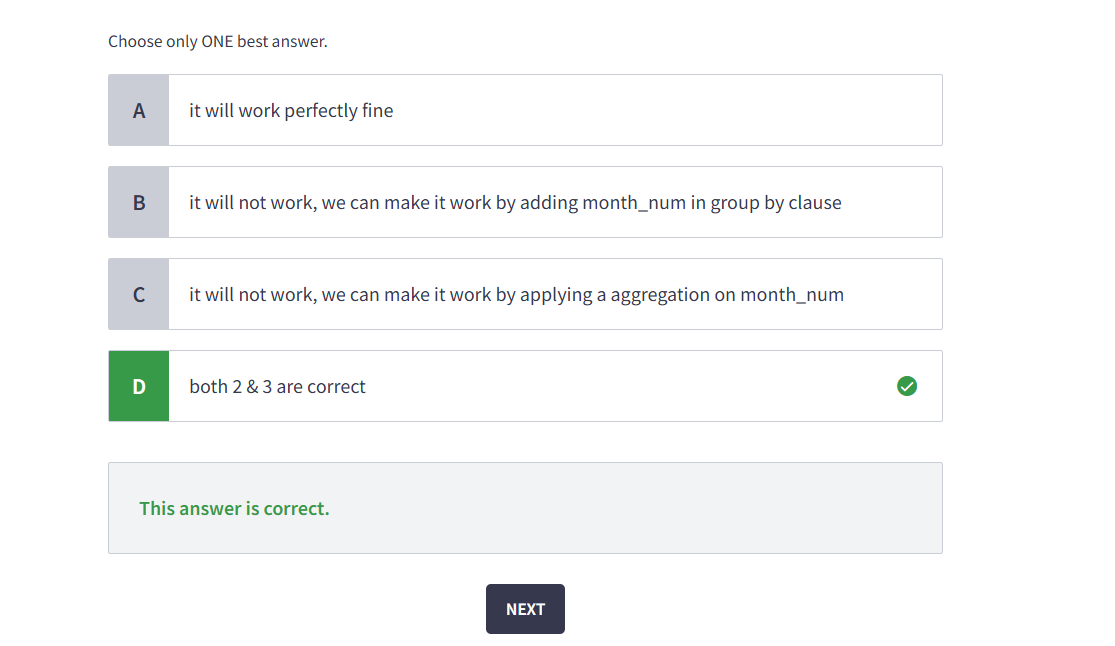 Choose only ONE best answer.
A
it will work perfectly fine
B
it will not work, we can make it work by adding month_num in group by clause
C
it will not work, we can make it work by applying a aggregation on month_num
D
both 2 & 3 are correct
This answer is correct.
NEXT